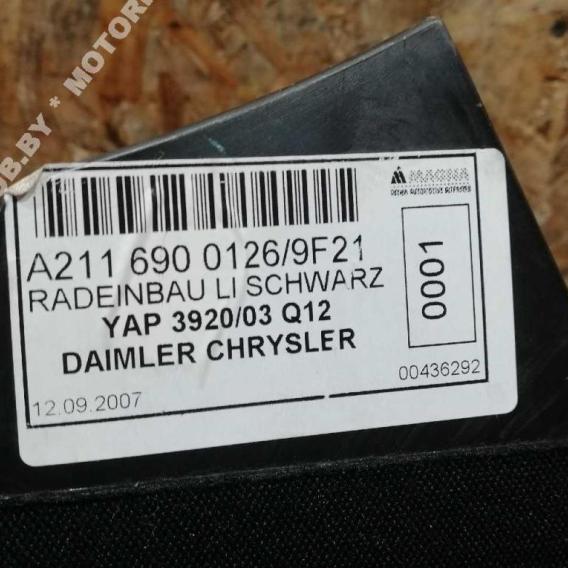 OB.BY * MOTOR
MAGNA
A211 690 0126/9F21
RADEINBAU LI SCHWARZ
YAP 3920/03 Q12
DAIMLER CHRYSLER
0001
12.09.2007
00436292